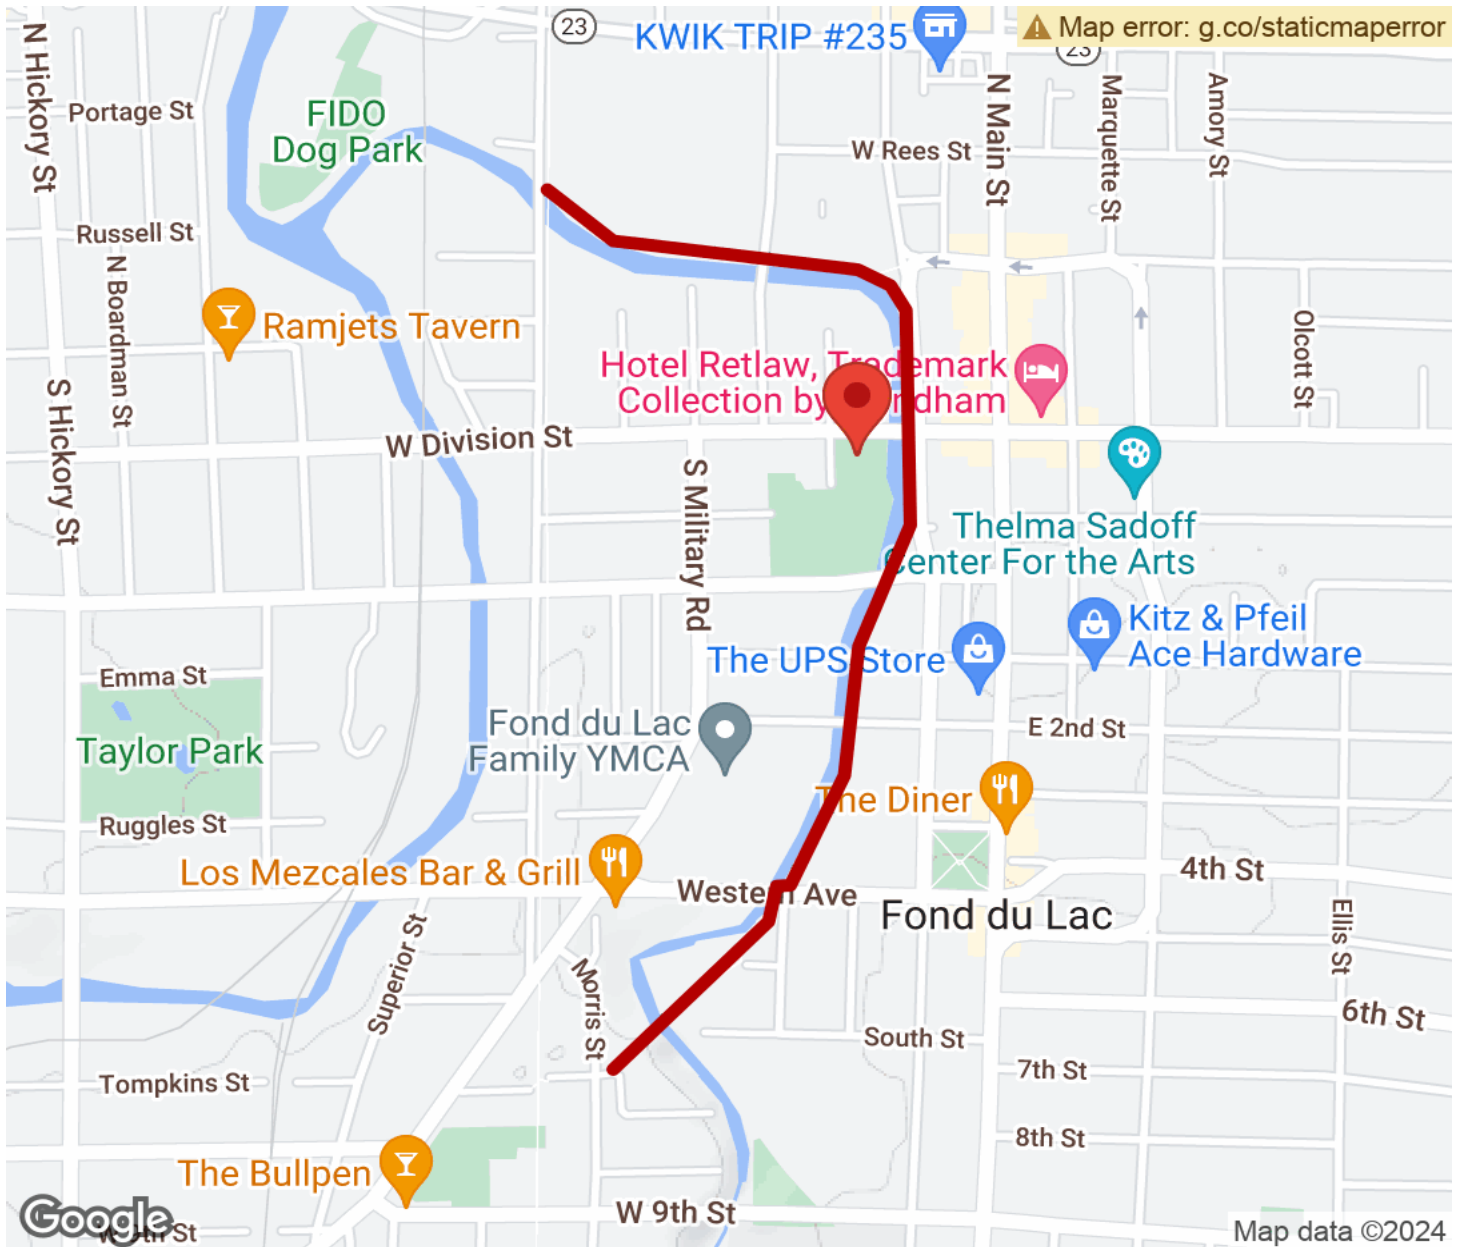 Map error: g.co/staticmaperror
23
23
KWIK TRIP #235
N Hickory St
Portage St
FIDO
Dog Park
N Main St
Marquette St
Amory St
W Rees St
Russell St
N Boardman St
Ramjets Tavern
Olcott St
Hotel Retlaw, Trademark
Collection by Wyndham
S Hickory St
W Division St
S Military Rd
Thelma Sadoff
Center For the Arts
Kitz & Pfeil
Ace Hardware
The UPS Store
Emma St
Taylor Park
Fond du Lac
Family YMCA
E 2nd St
The Diner
Ruggles St
Los Mezcales Bar & Grill
Western Ave
4th St
Fond du Lac
Ellis St
Superior St
Morris St
6th St
South St
7th St
Tompkins St
8th St
The Bullpen
W 9th St
Google
W 9th St
Map data ©2024